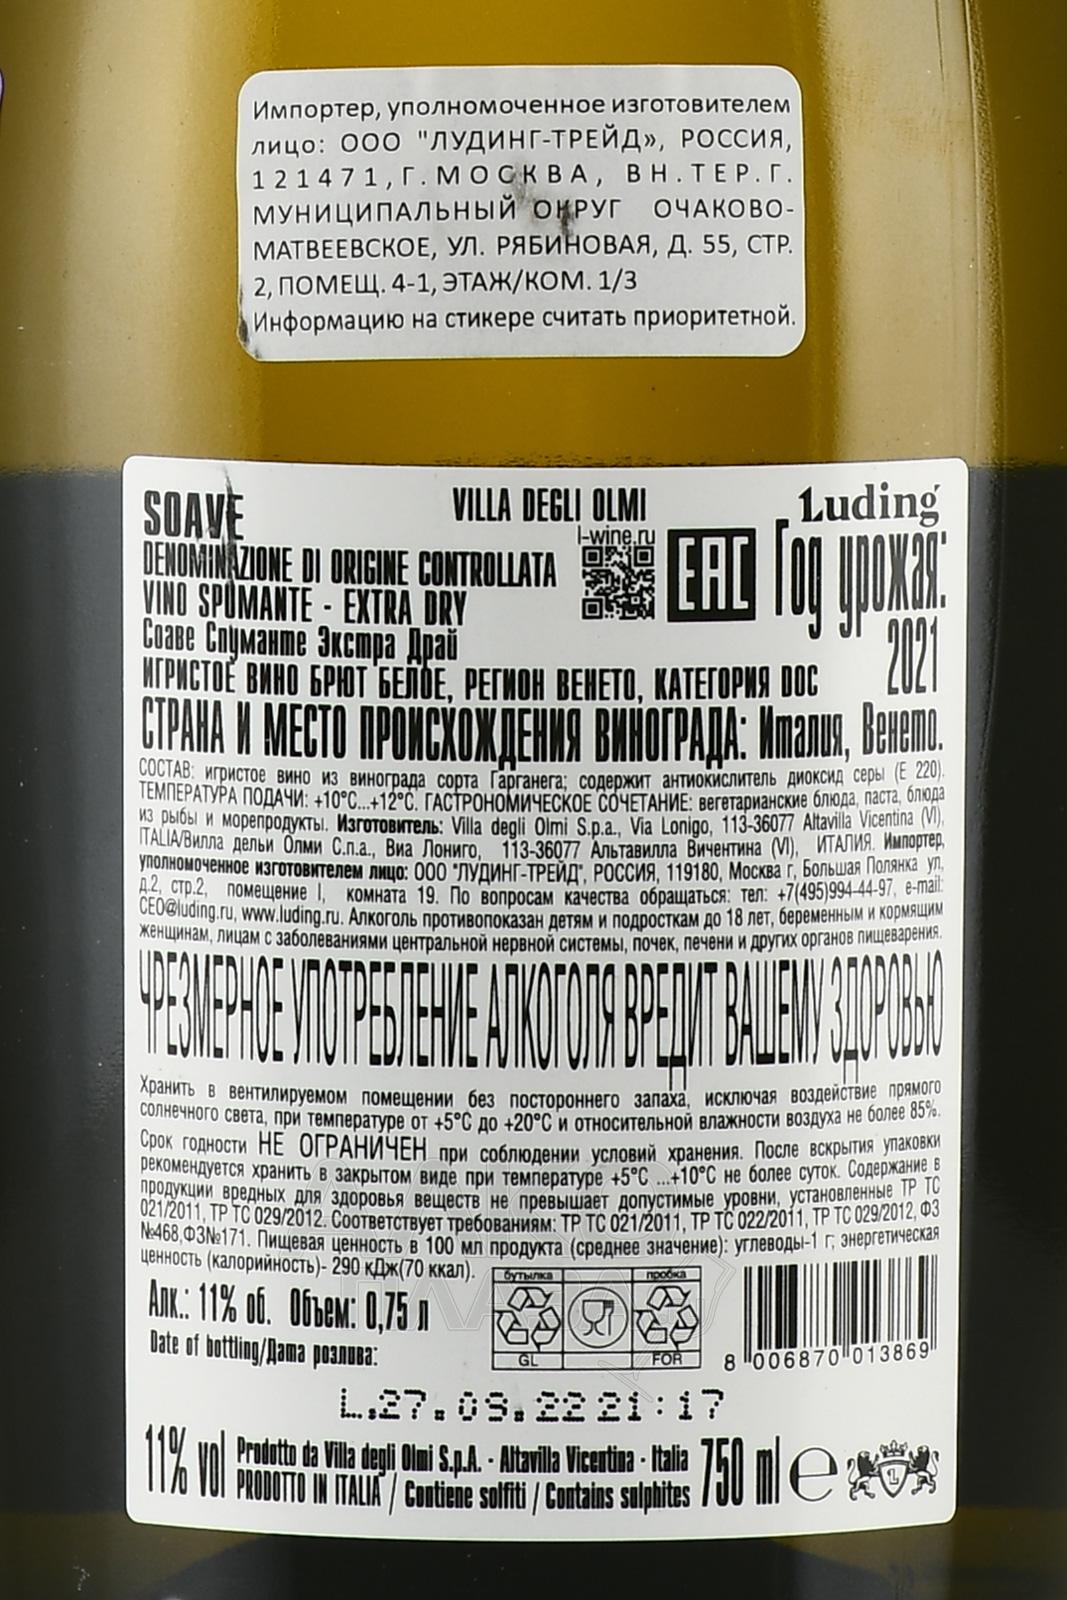 Импортер, уполномоченное изготовителем
лицо: ООО "ЛУДИНГ-ТРЕЙД», РОССИЯ,
121471,Г.МОСКВА, ВН.ТЕР.Г.
МУНИЦИПАЛЬНЫЙ ОКРУГ ОЧАКОВО-
МАТВЕЕВСКОЕ, УЛ. РЯБИНОВАЯ, Д. 55, СТР.
2, ПОМЕЩ. 4-1, ЭТАЖ/КОМ. 1/3
Информацию на стикере считать приоритетной.
SOAVE
VILLA DEGLI OLMI
Luding
l-wine.ru
EAC
DENOMINAZIONE DI ORIGINE CONTROLLATA
VINO SPUMANTE - EXTRA DRY
Год урожая:
2021
Соаве Спуманте Экстра Драй
ИГРИСТОЕ ВИНО БРЮТ БЕЛОЕ, РЕГИОН ВЕНЕТО, КАТЕГОРИЯ DOC
СТРАНА И МЕСТО ПРОИСХОЖДЕНИЯ ВИНОГРАДА: Италия, Венето.
СОСТАВ: игристое вино из винограда сорта Гарганега; содержит антиокислитель диоксид серы (Е 220).
ТЕМПЕРАТУРА ПОДАЧИ: +10°С...+12°С. ГАСТРОНОМИЧЕСКОЕ СОЧЕТАНИЕ: вегетарианские блюда, паста, блюда
из рыбы и морепродукты. Изготовитель: Villa degli Olmi S.p.a., Via Lonigo, 113-36077 Altavilla Vicentina (VI),
ITALIA/Вилла дельи Олми С.п.а., Виа Лониго, 113-36077 Альтавилла Вичентина (VI), ИТАЛИЯ. Импортер,
уполномоченное изготовителем лицо: ООО "ЛУДИНГ-ТРЕЙД", РОССИЯ, 119180, Москва г, Большая Полянка ул,
д.2, стр.2, помещение I, комната 19. По вопросам качества обращаться: тел: +7(495)994-44-97, e-mail:
CEO@luding.ru, www.luding.ru. Алкоголь противопоказан детям и подросткам до 18 лет, беременным и кормящим
женщинам, лицам с заболеваниями центральной нервной системы, почек, печени и других органов пищеварения.
ЧРЕЗМЕРНОЕ УПОТРЕБЛЕНИЕ АЛКОГОЛЯ ВРЕДИТ ВАШЕМУ ЗДОРОВЬЮ
Хранить в вентилируемом помещении без постороннего запаха, исключая воздействие прямого
солнечного света, при температуре от +5°С до +20°С и относительной влажности воздуха не более 85%.
Срок годности НЕ ОГРАНИЧЕН при соблюдении условий хранения. После вскрытия упаковки
рекомендуется хранить в закрытом виде при температуре +5°С ...+10°С не более суток. Содержание в
продукции вредных для здоровья веществ не превышает допустимые уровни, установленные ТР ТС
021/2011, ТР ТС 029/2012. Соответствует требованиям: ТР ТС 021/2011, ТР ТС 022/2011, ТР ТС 029/2012, ФЗ
№468,ФЗ№171. Пищевая ценность в 100 мл продукта (среднее значение): углеводы-1 г; энергетическая
ценность (калорийность)- 290 кДж(70 ккал).
Алк.: 11% об. Объем: 0,75 л
бутылка
пробка
GL
FOR
8 006870 013869
Date of bottling/Дата розлива:
L.27.09.22 21:17
11% vol
Prodotto da Villa degli Olmi S.p.A. - Altavilla Vicentina - Italia
PRODOTTO IN ITALIA / Contiene solfiti / Contains sulphites
750 ml e
L